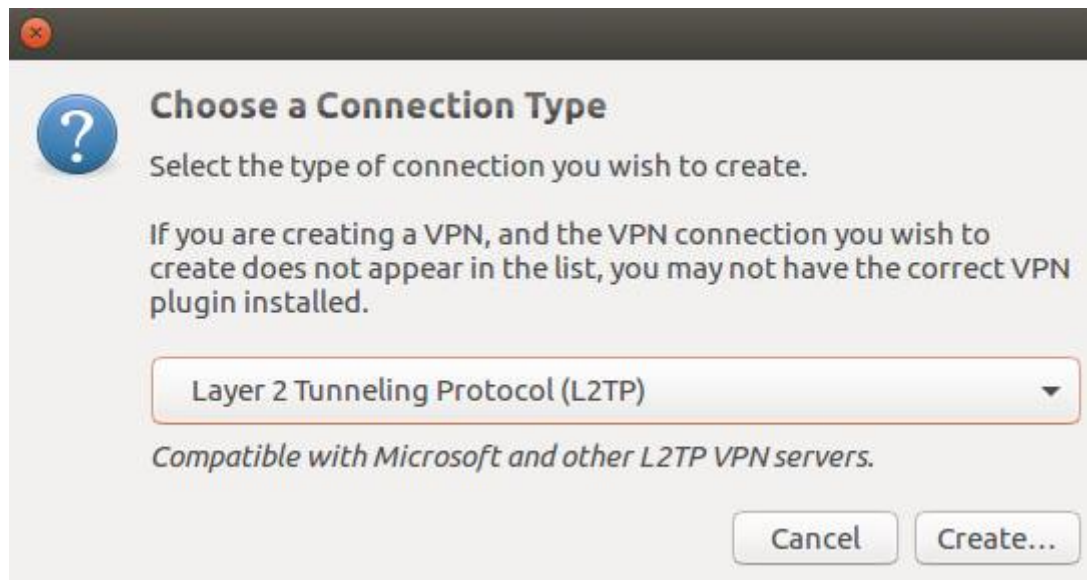 Choose a Connection Type
Select the type of connection you wish to create.
If you are creating a VPN, and the VPN connection you wish to
create does not appear in the list, you may not have the correct VPN
plugin installed.
Layer 2 Tunneling Protocol (L2TP)
Compatible with Microsoft and other L2TP VPN servers.
Cancel
Create…